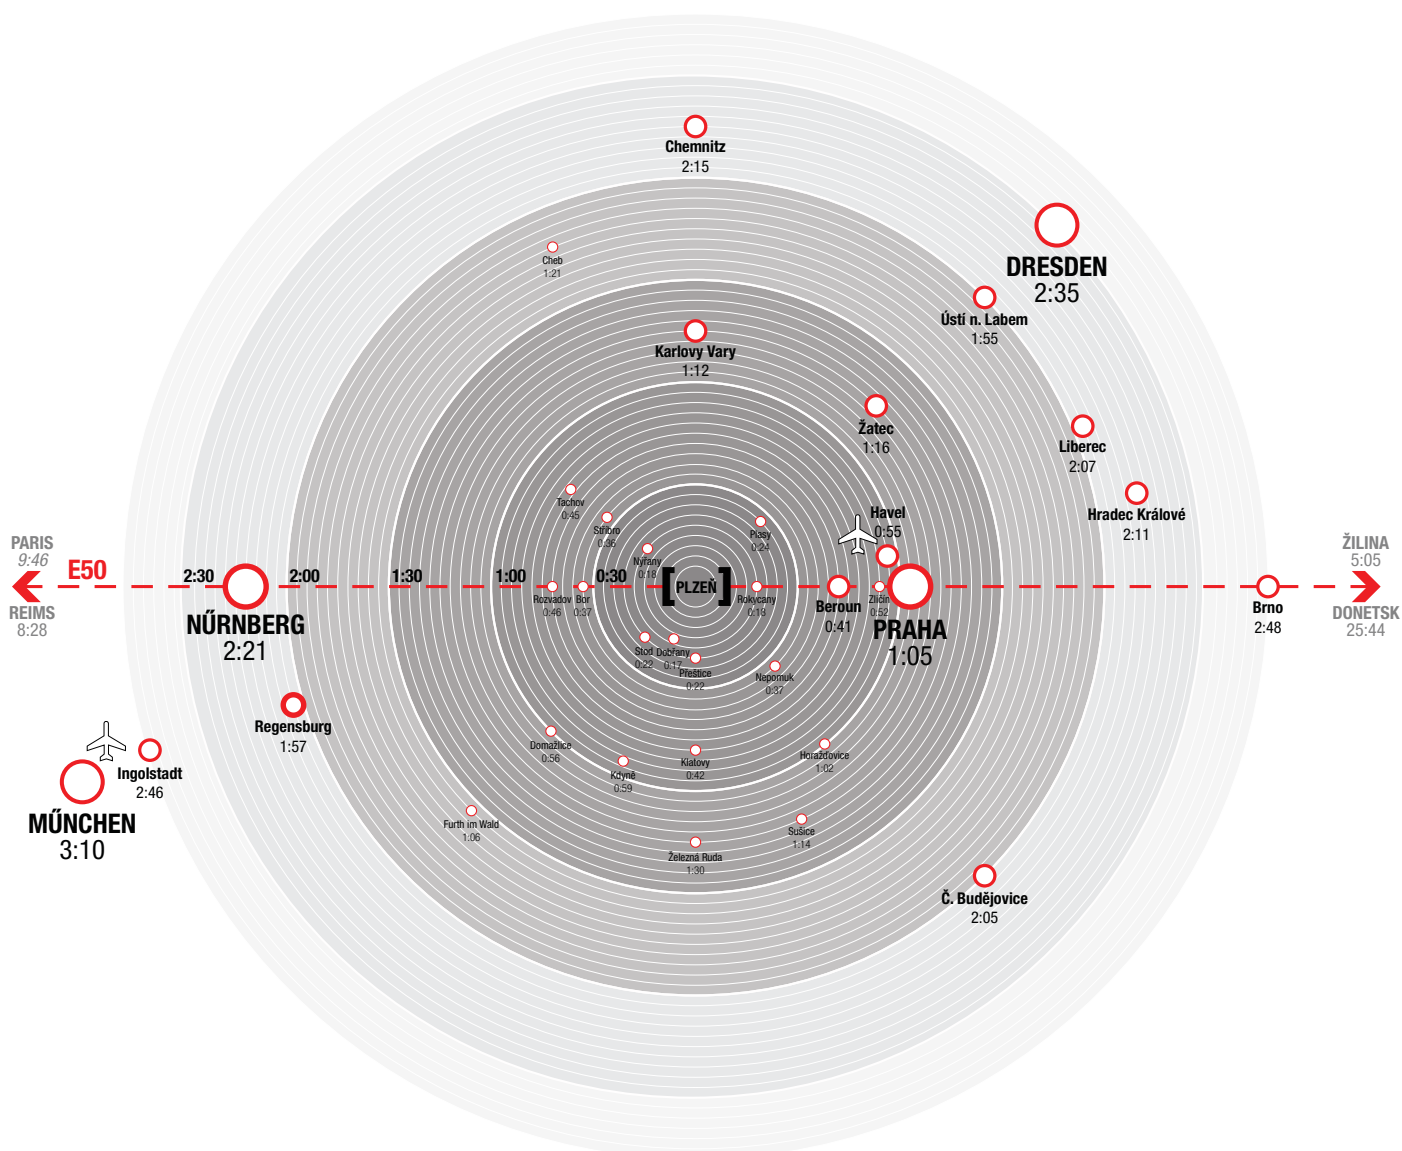 Chemnitz
2:15
DRESDEN
2:35
Cheb
1:21
Ústí n. Labem
1:55
Karlovy Vary
1:12
Žatec
1:16
Liberec
2:07
Hradec Králové
2:11
Tachov
0:45
Stříbro
0:36
Plasy
0:24
Havel
0:55
Nýřany
0:18
PARIS
9:46
E50
REIMS
8:28
2:30
2:00
1:30
1:00
0:30
[PLZEŇ]
ŽILINA
5:05
DONETSK
25:44
NŰRNBERG
2:21
Rozvadov
0:46
Bor
0:37
Rokycany
0:18
Beroun
0:41
Zličín
0:52
PRAHA
1:05
Brno
2:48
Stod
0:22
Dobřany
0:17
Přeštice
0:22
Nepomuk
0:37
Regensburg
1:57
Ingolstadt
2:46
MŰNCHEN
3:10
Domažlice
0:56
Kdyně
0:59
Klatovy
0:42
Horažďovice
1:02
Furth im Wald
1:06
Železná Ruda
1:30
Sušice
1:14
Č. Budějovice
2:05